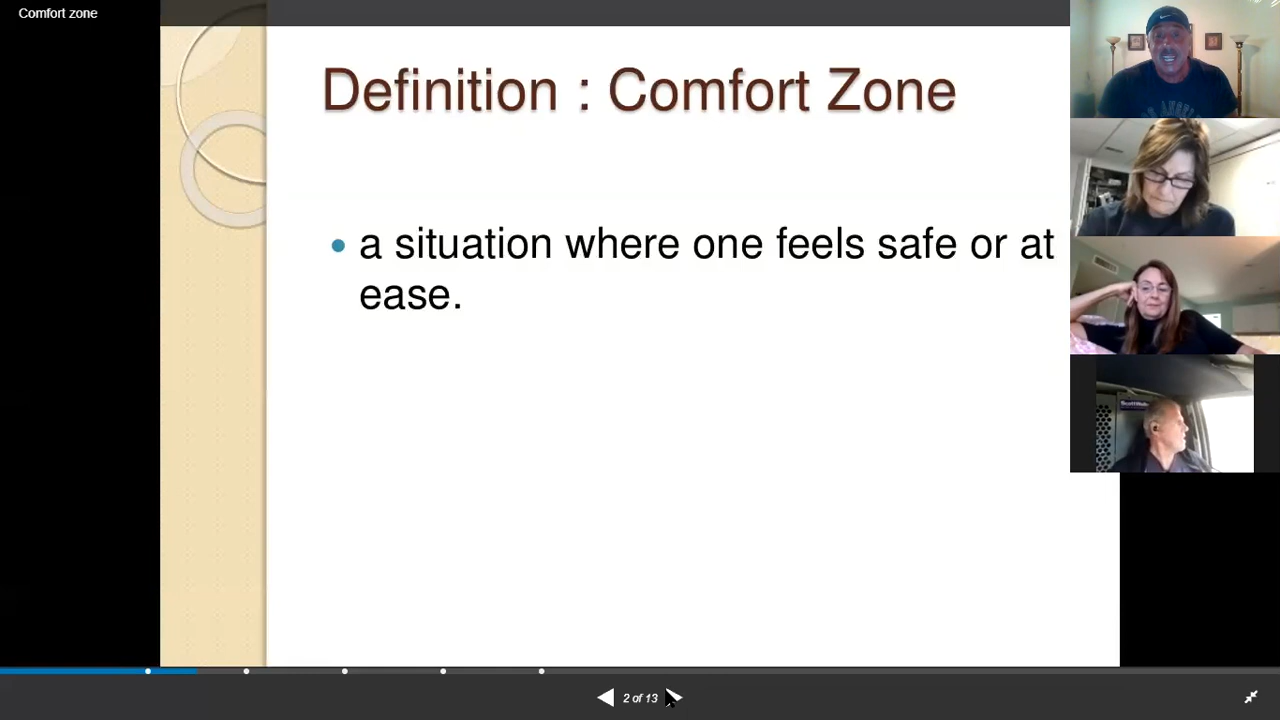 Comfort zone
Definition : Comfort Zone
a situation where one feels safe or at
ease.
2 of 13